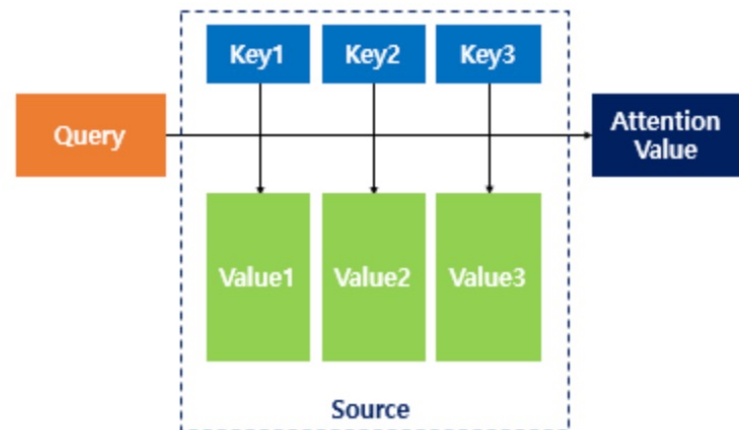 Key1
Key2
Key3
Query
Attention
Value
Value1
Value2
Value3
Source